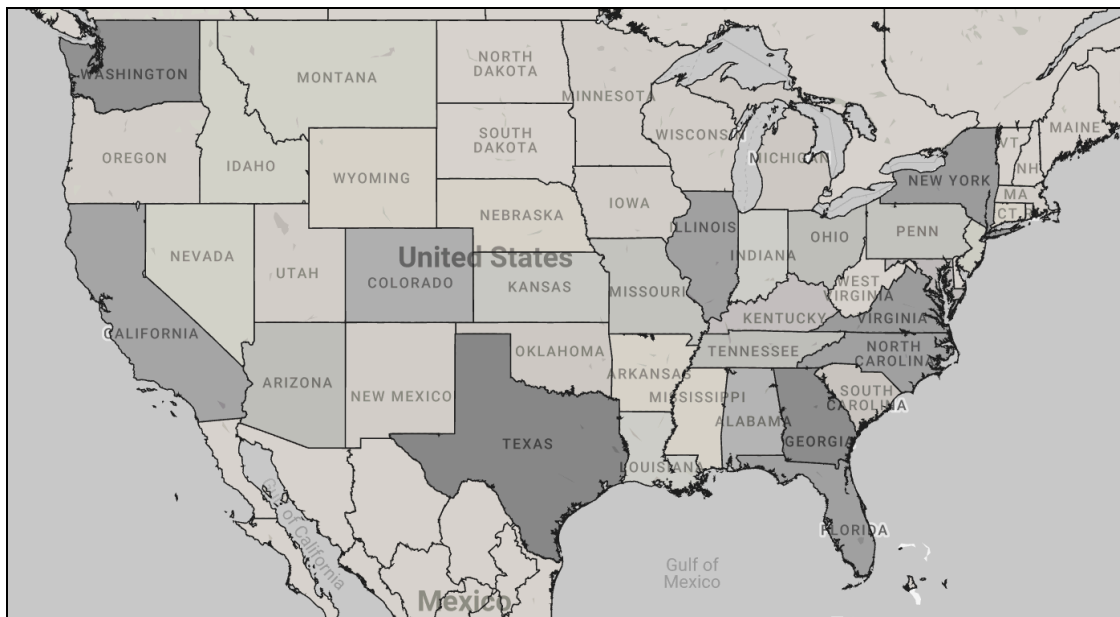 WASHINGTON
MONTANA
NORTH
DAKOTA
MINNESOTA
OREGON
IDAHO
SOUTH
DAKOTA
WISCONSIN
MICHIGAN
MAINE
VT
NH
NEW YORK
MA
CT
WYOMING
NEBRASKA
IOWA
ILLINOIS
INDIANA
OHIO
PENN
NEVADA
UTAH
COLORADO
United States
KANSAS
MISSOURI
WEST
VIRGINIA
KENTUCKY
VIRGINIA
CALIFORNIA
ARIZONA
NEW MEXICO
OKLAHOMA
ARKANSAS
TENNESSEE
NORTH
CAROLINA
MISSISSIPPI
ALABAMA
SOUTH
CAROLINA
TEXAS
GEORGIA
LOUISIANA
FLORIDA
Gulf of California
Gulf of
Mexico
Mexico